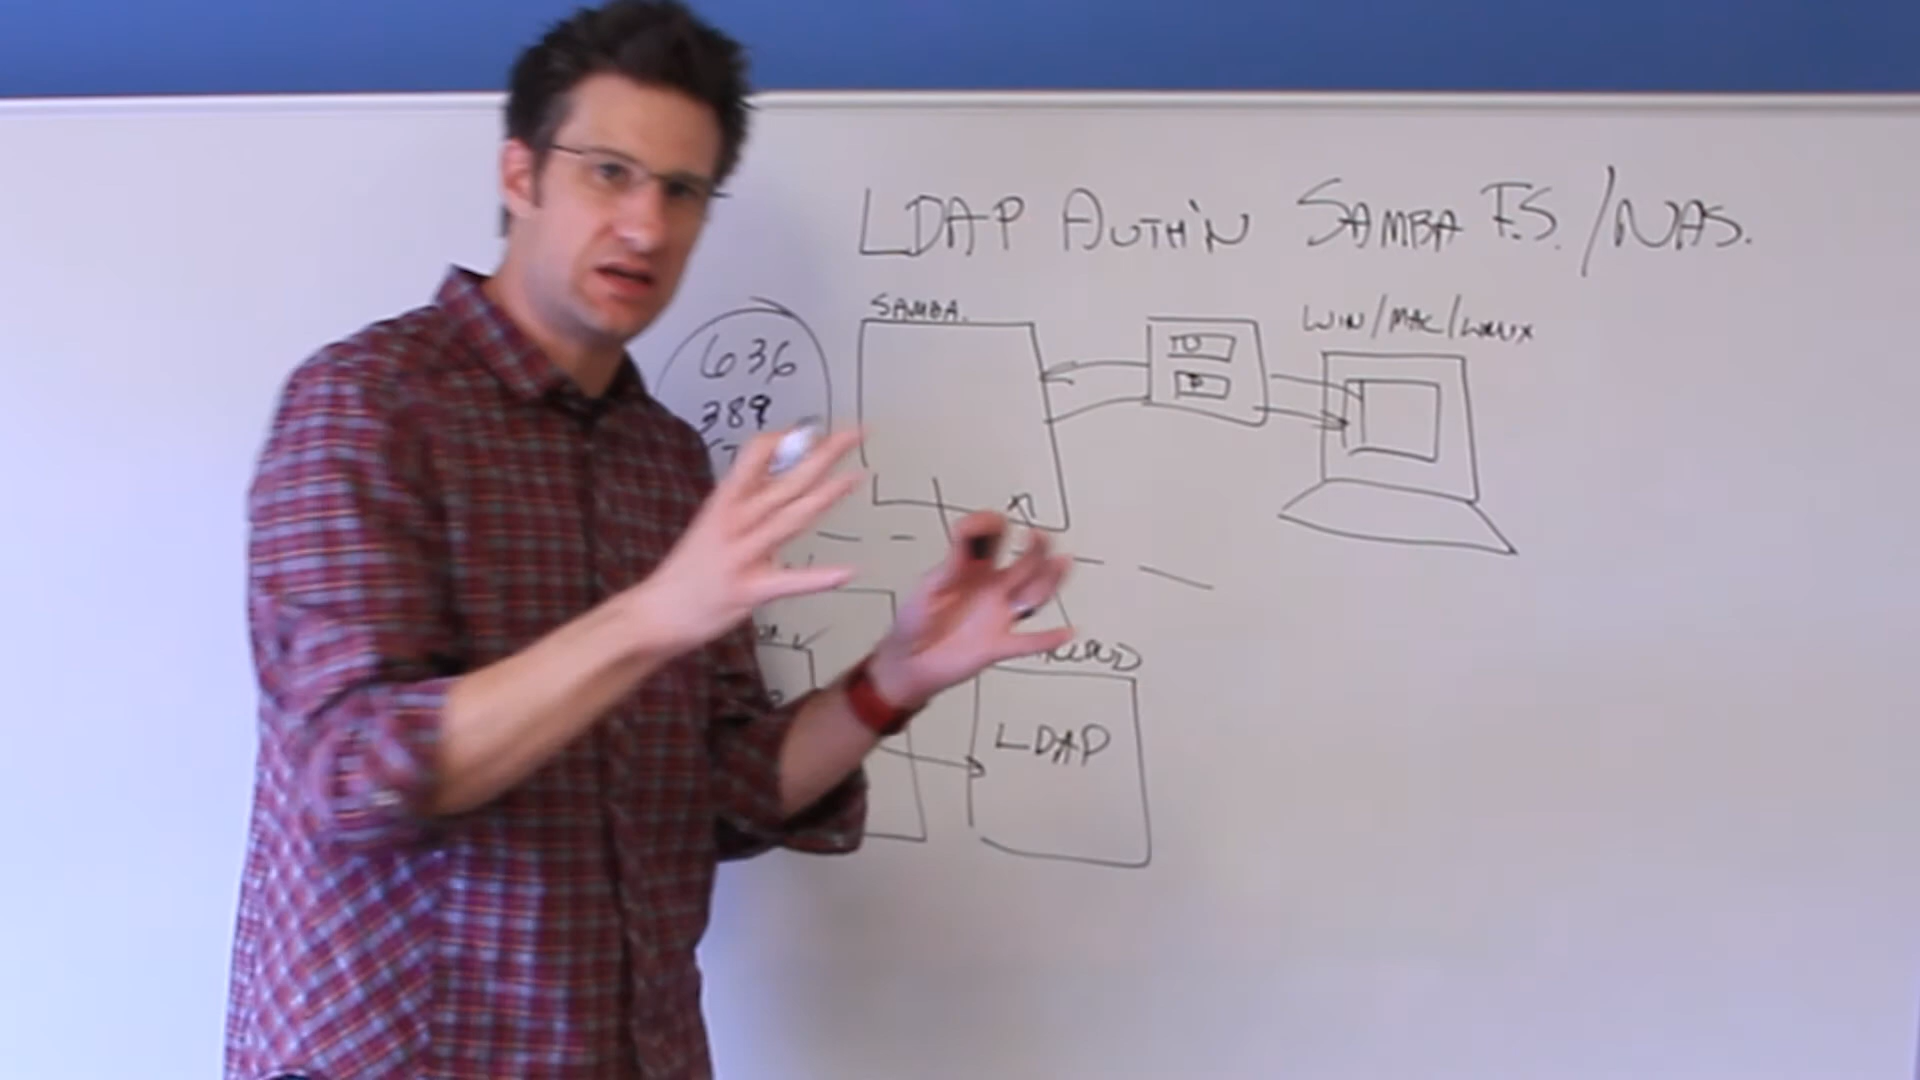 LDAP AUTH'N SAMBA F.S./NAS.
SAMBA.
WIN/MAC/LINUX
636
389
U
P
LDAP